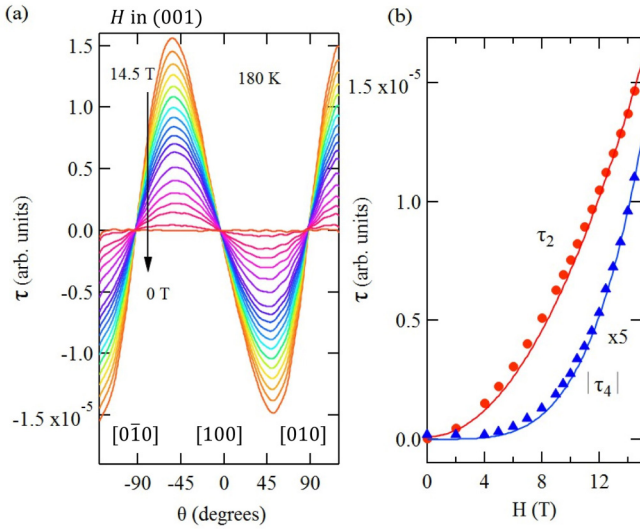 (a)
H in (001)
14.5 T
180 K
0 T
1.5
1.0
0.5
0.0
-0.5
-1.0
-1.5 x10⁻⁵
τ (arb. units)
[01̄0]
[100]
[010]
-90
-45
0
45
90
θ (degrees)
(b)
1.5 x10⁻⁵
1.0
0.5
0.0
τ (arb. units)
τ₂
x5
|τ₄|
0
4
8
12
H (T)